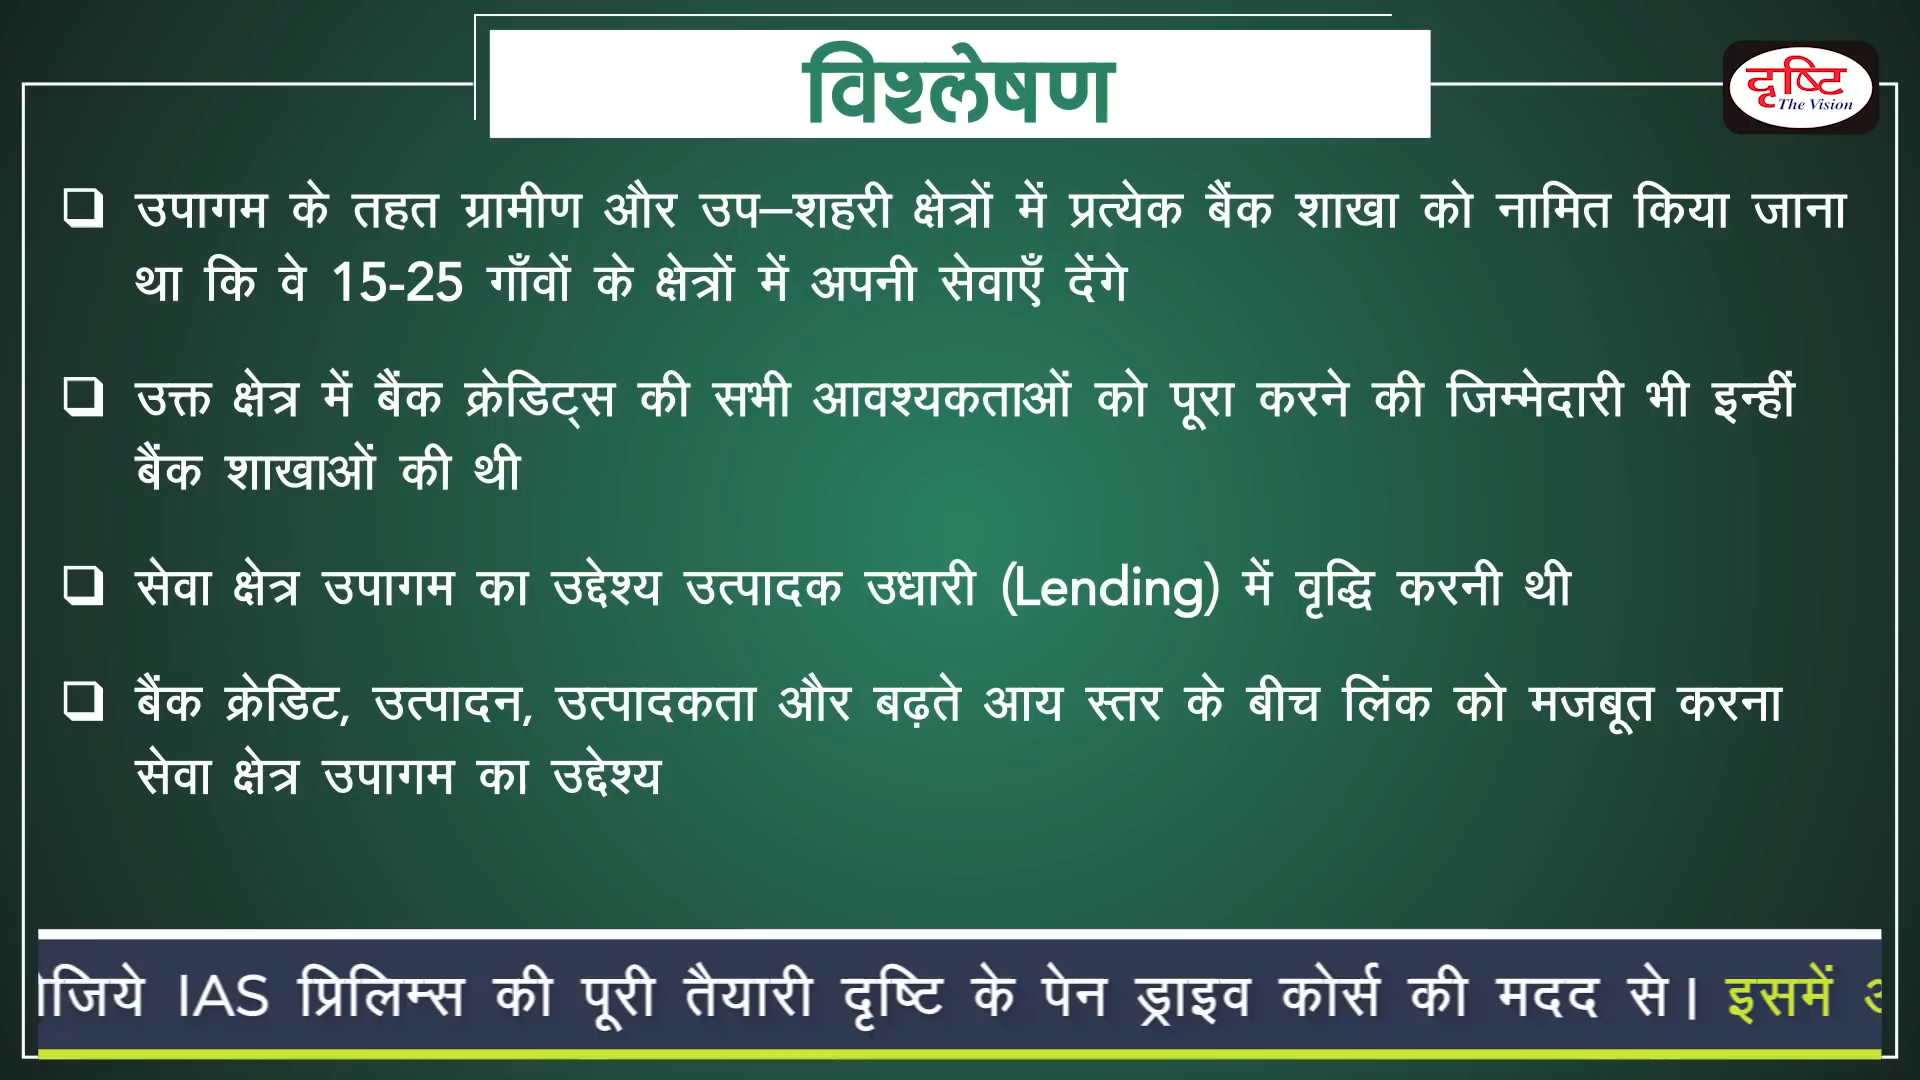 विश्लेषण
दृष्टि
The Vision
उपागम के तहत ग्रामीण और उप–शहरी क्षेत्रों में प्रत्येक बैंक शाखा को नामित किया जाना
था कि वे 15-25 गाँवों के क्षेत्रों में अपनी सेवाएँ देंगे
उक्त क्षेत्र में बैंक क्रेडिट्स की सभी आवश्यकताओं को पूरा करने की जिम्मेदारी भी इन्हीं
बैंक शाखाओं की थी
सेवा क्षेत्र उपागम का उद्देश्य उत्पादक उधारी (Lending) में वृद्धि करनी थी
बैंक क्रेडिट, उत्पादन, उत्पादकता और बढ़ते आय स्तर के बीच लिंक को मजबूत करना
सेवा क्षेत्र उपागम का उद्देश्य
IAS प्रिलिम्स की पूरी तैयारी दृष्टि के पेन ड्राइव कोर्स की मदद से। इसमें